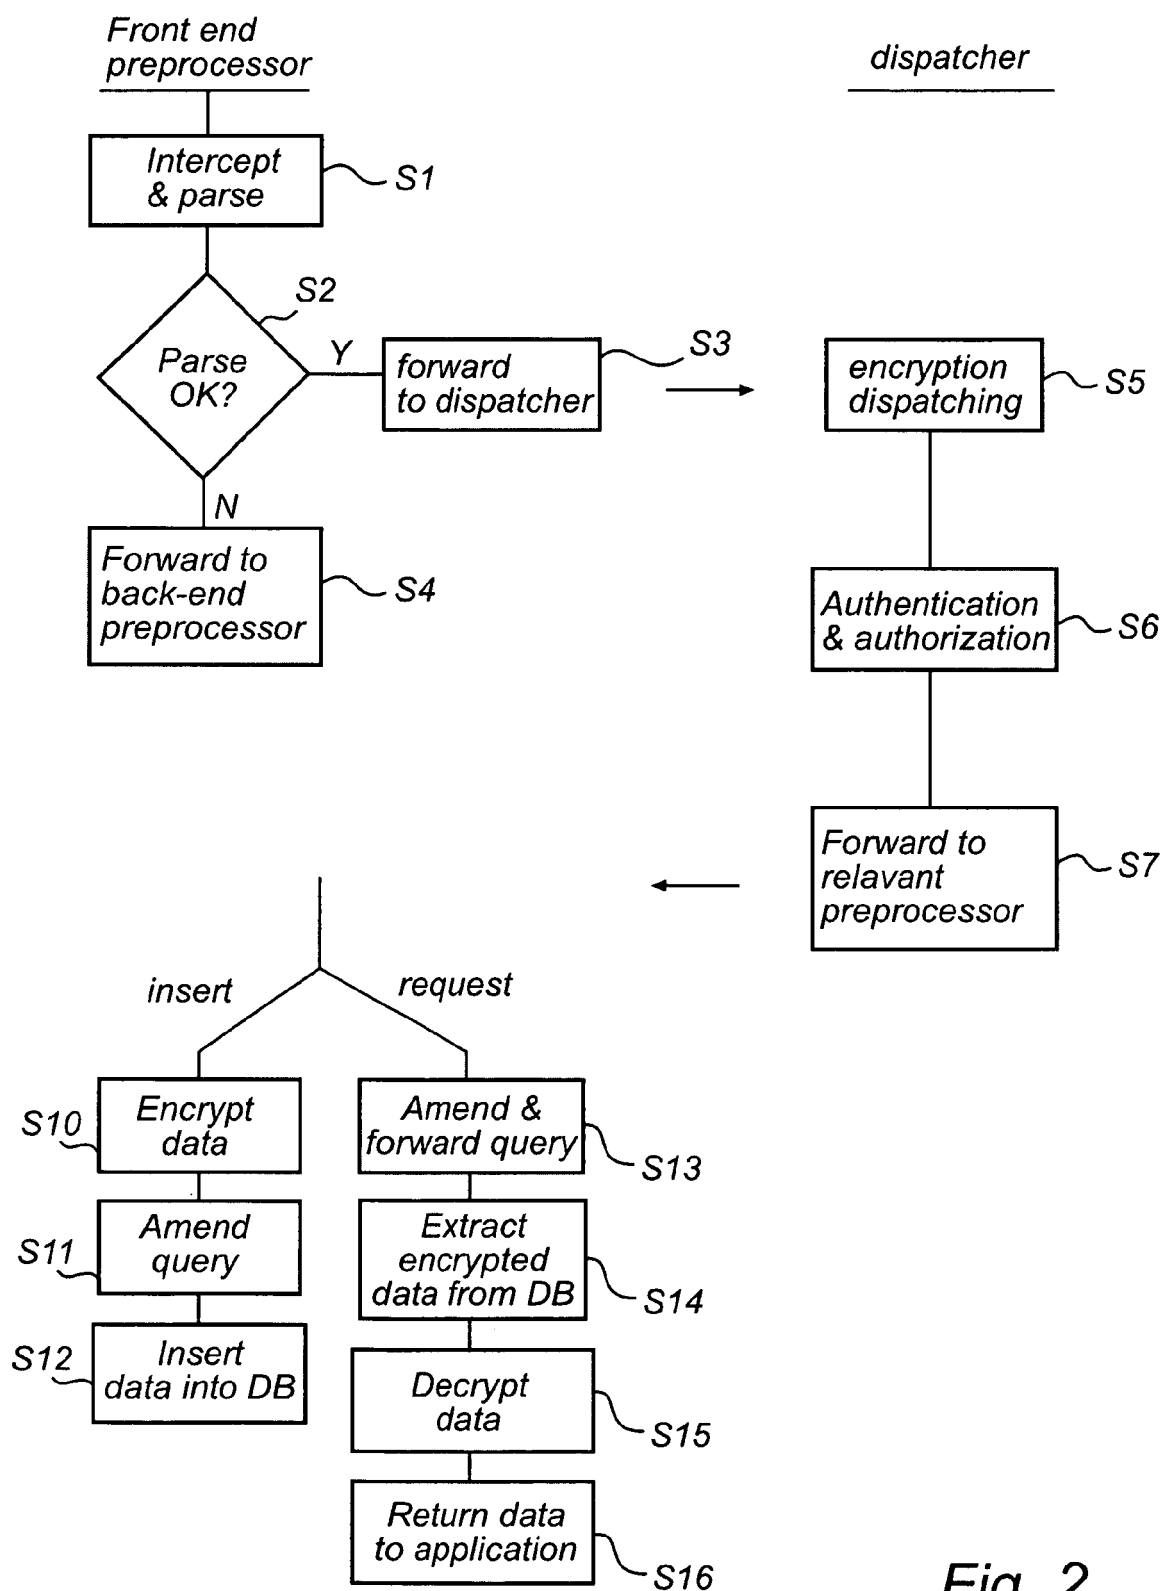 Front end
preprocessor
dispatcher
Intercept
& parse
S1
S2
Parse
OK?
Y
forward
to dispatcher
S3
encryption
dispatching
S5
N
Forward to
back-end
preprocessor
S4
Authentication
& authorization
S6
Forward to
relavant
preprocessor
S7
insert
request
Encrypt
data
S10
Amend &
forward query
S13
Amend
query
S11
Extract
encrypted
data from DB
S14
Insert
data into DB
S12
Decrypt
data
S15
Return data
to application
S16
Fig. 2